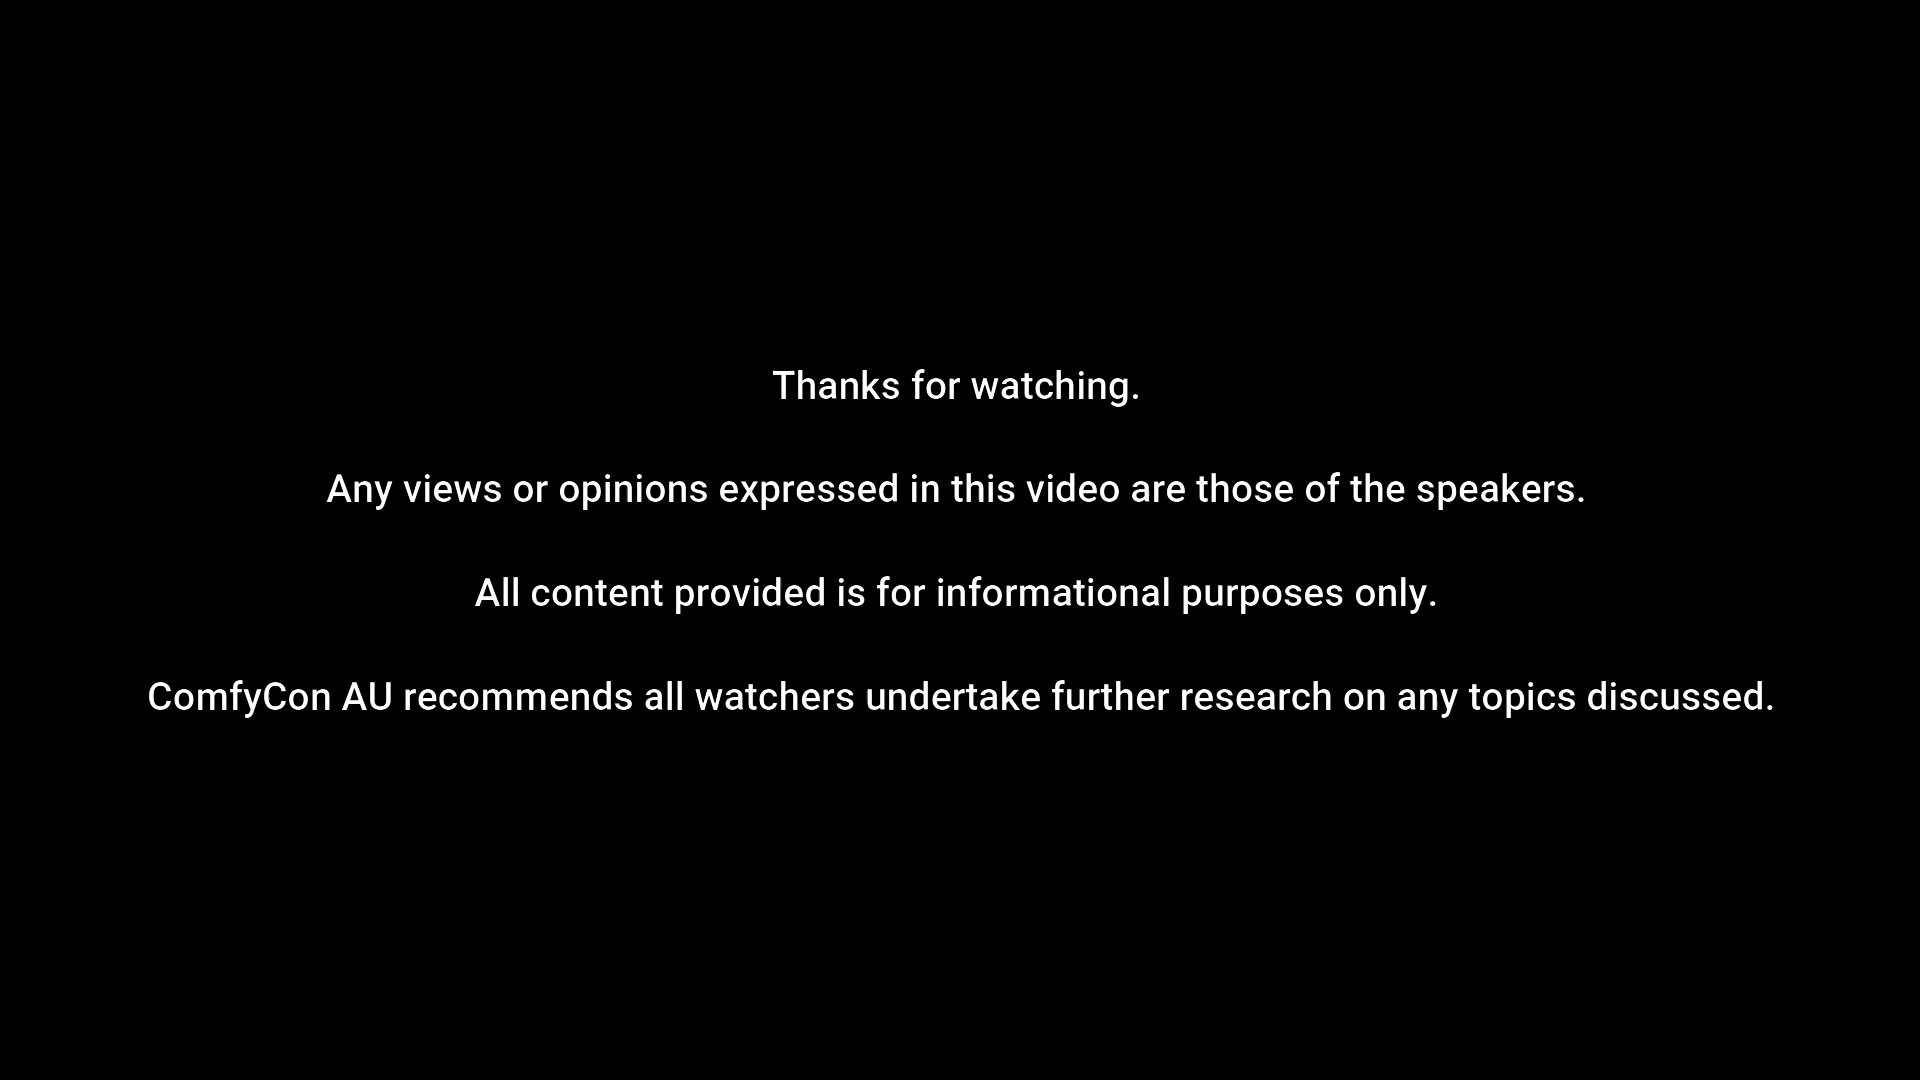 Thanks for watching.
Any views or opinions expressed in this video are those of the speakers.
All content provided is for informational purposes only.
ComfyCon AU recommends all watchers undertake further research on any topics discussed.